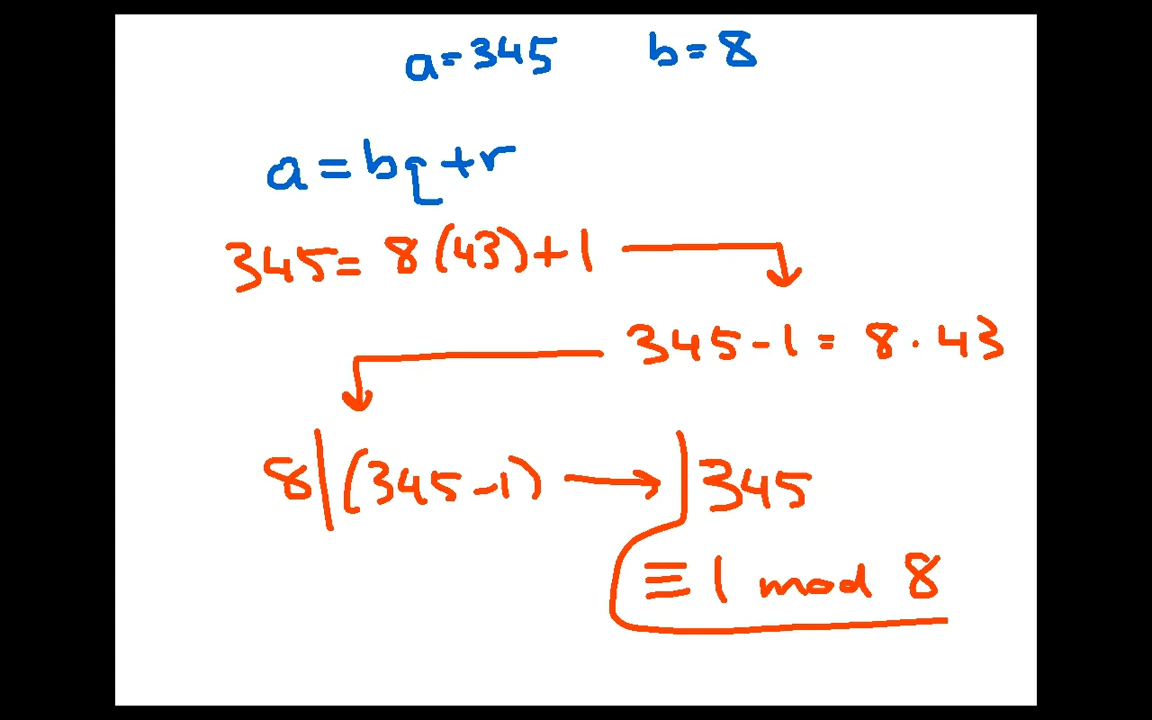 a=345 b=8
a=bq+r
345=8(43)+1
345-1=8·43
8|(345-1) → 345
≡ 1 mod 8